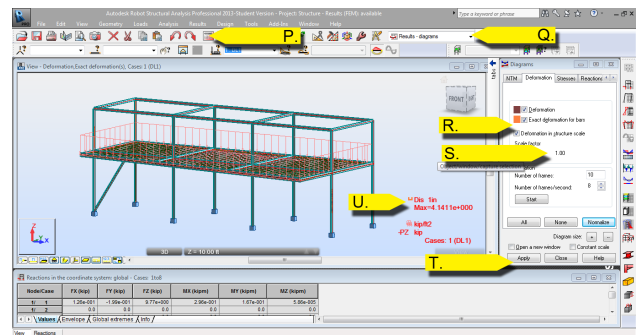 Autodesk Robot Structural Analysis Professional 2013-Student Version - Project: Structure - Results (FEM): available
Type a keyword or phrase
File Edit View Geometry Loads Analysis Results Design Tools Add-Ins Window Help
P.
Results - diagrams
Q.
View - Deformation,Exact deformation(s), Cases: 1 (DL1)
FRONT
Diagrams
NTM Deformation Stresses Reactions
Deformation
Exact deformation for bars
R.
Deformation in structure scale
Scale factor
S.
1.00
Number of frames: 10
Number of frames/second: 8
Start
U.
Dis 1in
Max=4.1411e+000
kip/ft2
-PZ kip
Cases: 1 (DL1)
All None Normalize
Diagram size: + -
Open a new window Constant scale
T.
Apply Close Help
Z
X
3D Z = 10.00 ft
Reactions in the coordinate system: global - Cases: 1to8
Node/Case FX (kip) FY (kip) FZ (kip) MX (kipm) MY (kipm) MZ (kipm)
1/ 1 1.26e-001 -1.99e-001 9.77e+000 2.96e-001 1.67e-001 5.06e-005
1/ 2 0.0 0.0 0.0 0.0 0.0 0.0
Values Envelope Global extremes Info
View Reactions